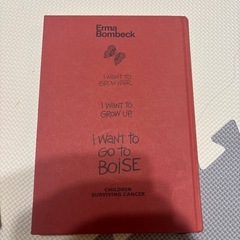 Erma
Bombeck
I WANT TO
GROW HAIR
I WANT TO
GROW UP
I WANT TO
GO TO
BOISE
CHILDREN
SURVIVING CANCER